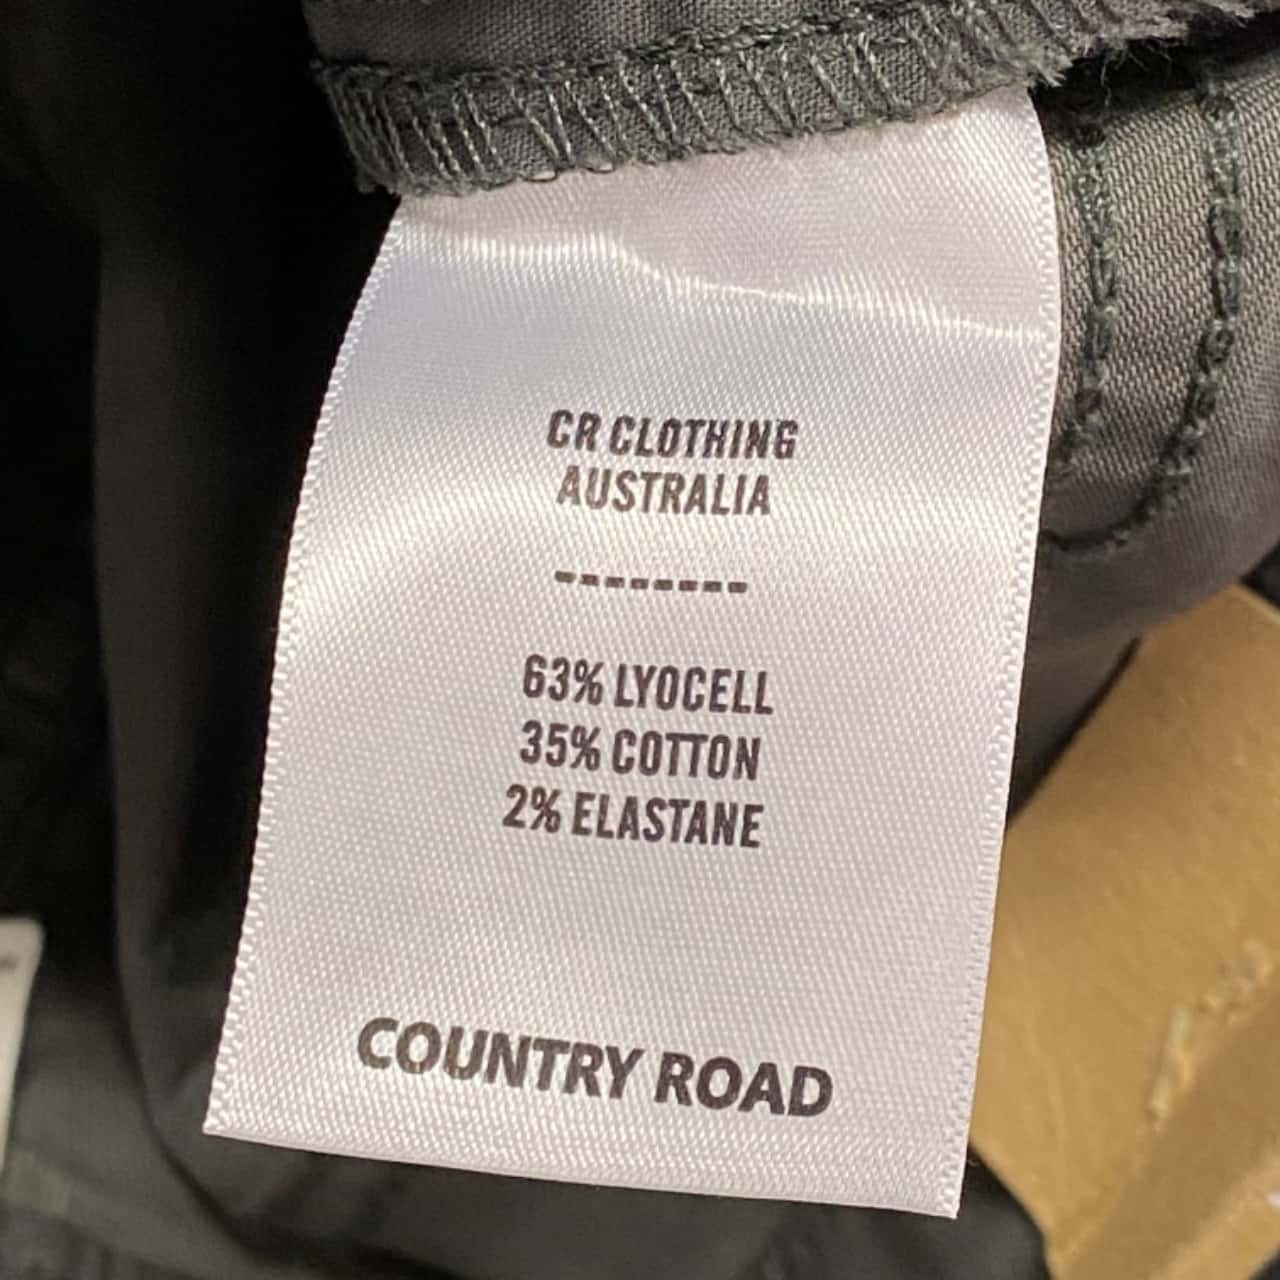 CR CLOTHING
AUSTRALIA
--------
63% LYOCELL
35% COTTON
2% ELASTANE
COUNTRY ROAD